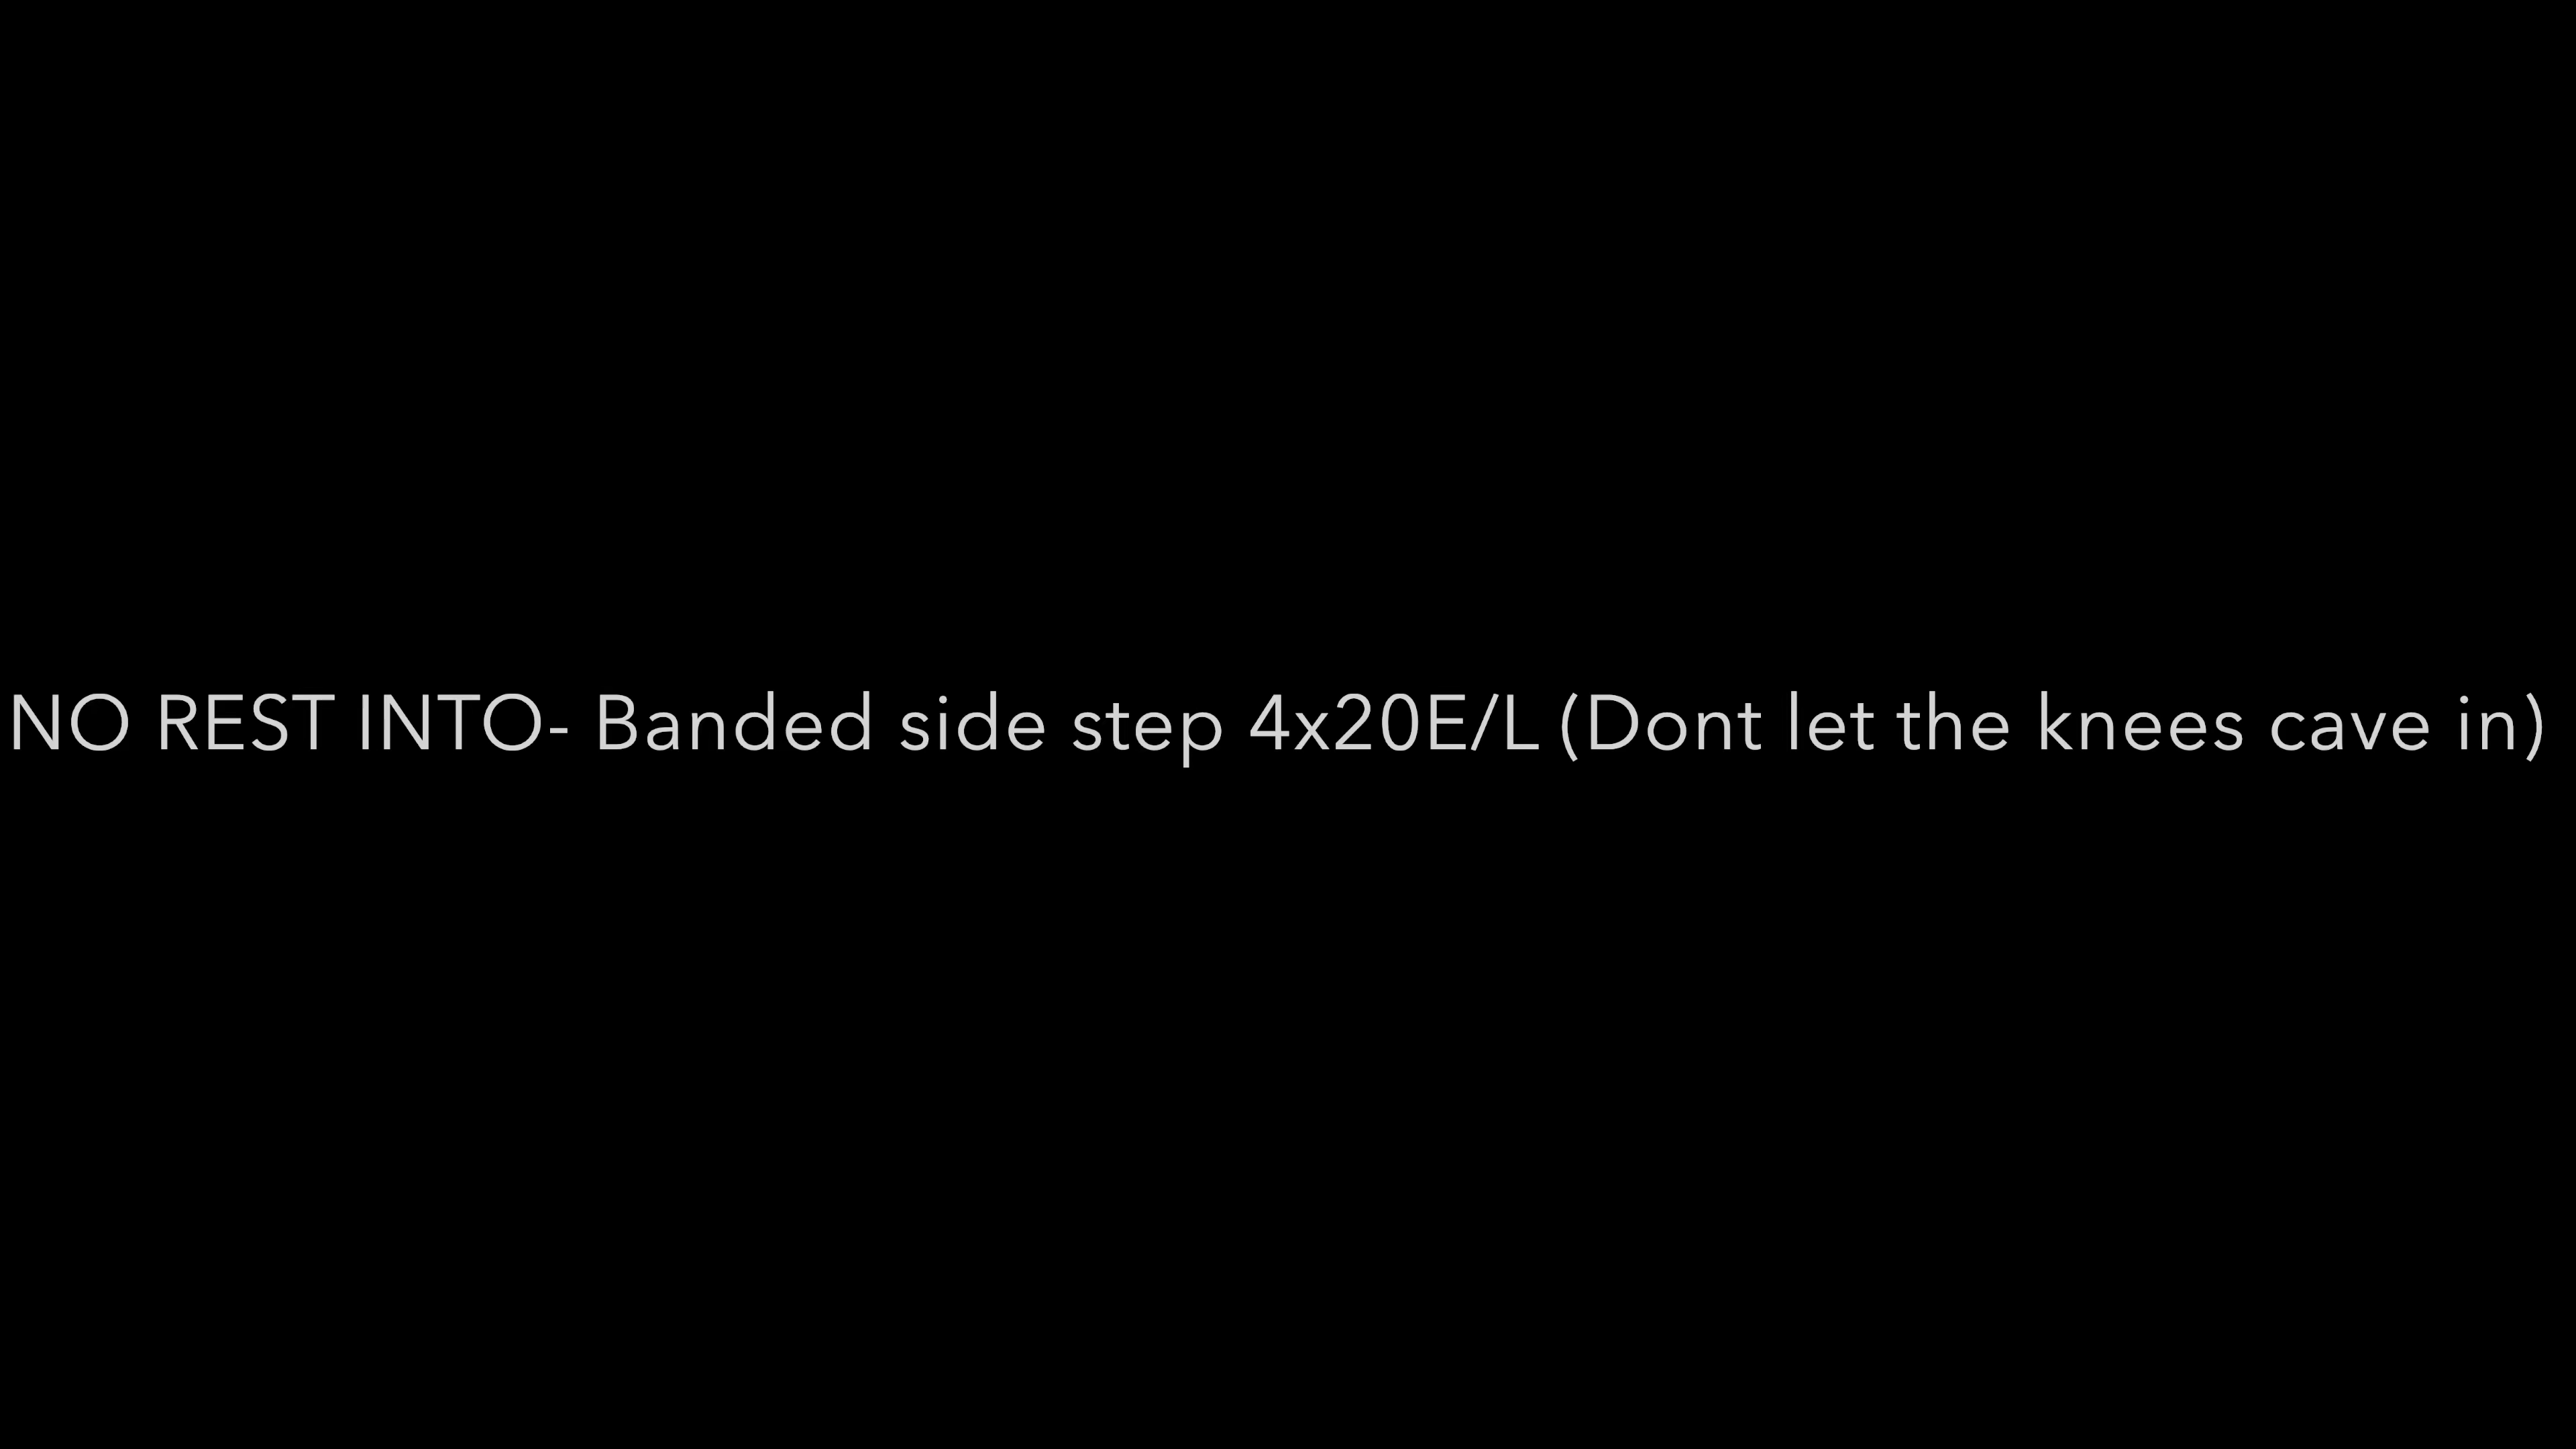 NO REST INTO- Banded side step 4x20E/L (Dont let the knees cave in)